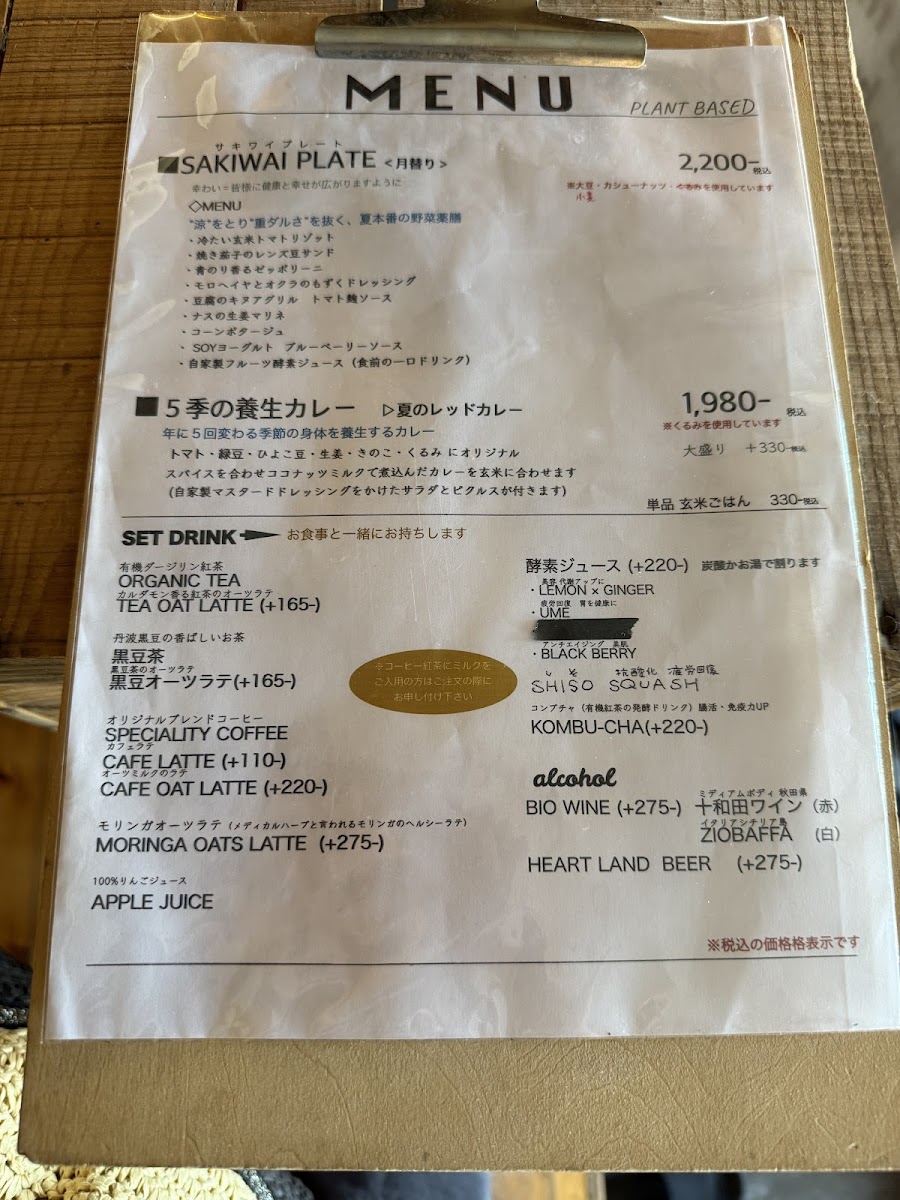 MENU
PLANT BASED
サキワイプレート
SAKIWAI PLATE <月替り>
2,200-税込
幸わい=皆様に健康と幸せが広がりますように
※大豆・カシューナッツ・を使用しています
小麦
◇MENU
"涼"をとり"重ダルさ"を抜く、夏本番の野菜薬膳
・冷たい玄米トマトリゾット
・焼き茄子のレンズ豆サンド
・青のり香るゼッポリーニ
・モロヘイヤとオクラのもずくドレッシング
・豆腐のキヌアグリル トマト麹ソース
・ナスの生姜マリネ
・コーンポタージュ
・SOYヨーグルト ブルーベリーソース
・自家製フルーツ酵素ジュース (食前の一口ドリンク)
■5季の養生カレー ▷夏のレッドカレー
1,980- 税込
年に5回変わる季節の身体を養生するカレー
※くるみを使用しています
トマト・緑豆・ひよこ豆・生姜・きのこ・くるみ にオリジナル
大盛り +330-税込
スパイスを合わせココナッツミルクで煮込んだカレーを玄米に合わせます
(自家製マスタードドレッシングをかけたサラダとピクルスが付きます)
単品 玄米ごはん 330-税込
SET DRINK お食事と一緒にお持ちします
有機ダージリン紅茶
ORGANIC TEA
カルダモン香る紅茶のオーツラテ
TEA OAT LATTE (+165-)
丹波黒豆の香ばしいお茶
黒豆茶
黒豆茶のオーツラテ
黒豆オーツラテ(+165-)
オリジナルブレンドコーヒー
SPECIALITY COFFEE
カフェラテ
CAFE LATTE (+110-)
オーツミルクのラテ
CAFE OAT LATTE (+220-)
モリンガオーツラテ (メディカルハーブと言われるモリンガのヘルシーラテ)
MORINGA OATS LATTE (+275-)
100%りんごジュース
APPLE JUICE
※コーヒー紅茶にミルクを
ご入用の方はご注文の際に
お申し付け下さい
酵素ジュース (+220-) 炭酸かお湯で割ります
美容 代謝アップに
・LEMON × GINGER
疲労回復 胃を健康に
・UME
アンチエイジング 美肌
・BLACK BERRY
しそ 抗酸化 疲労回復
SHISO SQUASH
コンブチャ (有機紅茶の発酵ドリンク) 腸活・免疫力UP
KOMBU-CHA(+220-)
alcohol
ミディアムボディ 秋田県
BIO WINE (+275-) 十和田ワイン (赤)
イタリアシチリア島
ZIOBAFFA (白)
HEART LAND BEER (+275-)
※税込の価格格表示です